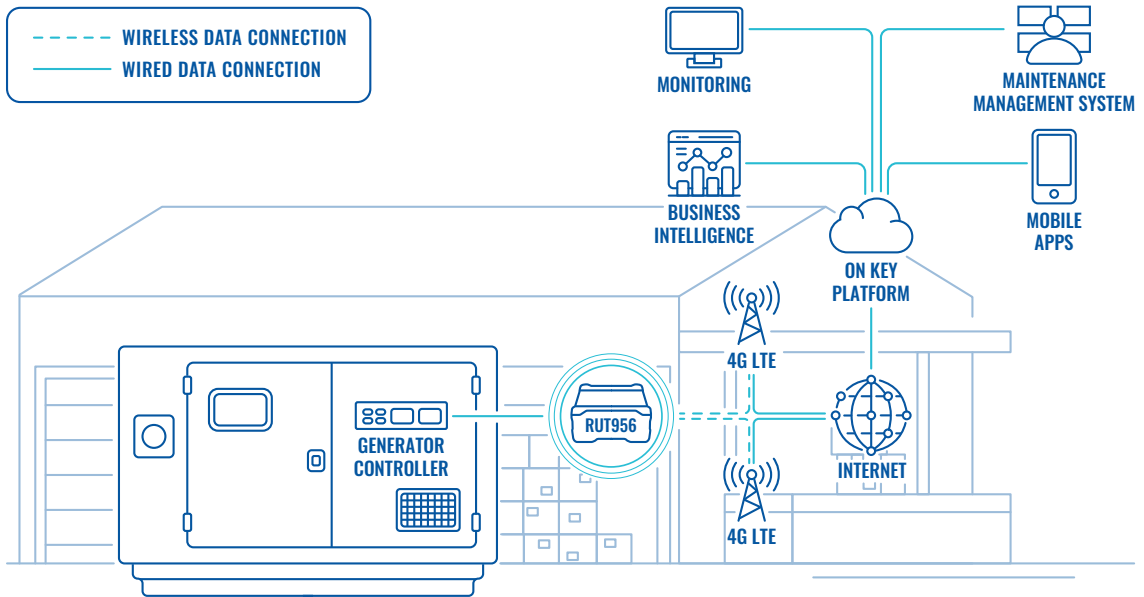 WIRELESS DATA CONNECTION
WIRED DATA CONNECTION
MONITORING
MAINTENANCE
MANAGEMENT SYSTEM
BUSINESS
INTELLIGENCE
MOBILE
APPS
ON KEY
PLATFORM
4G LTE
RUT956
GENERATOR
CONTROLLER
INTERNET
4G LTE